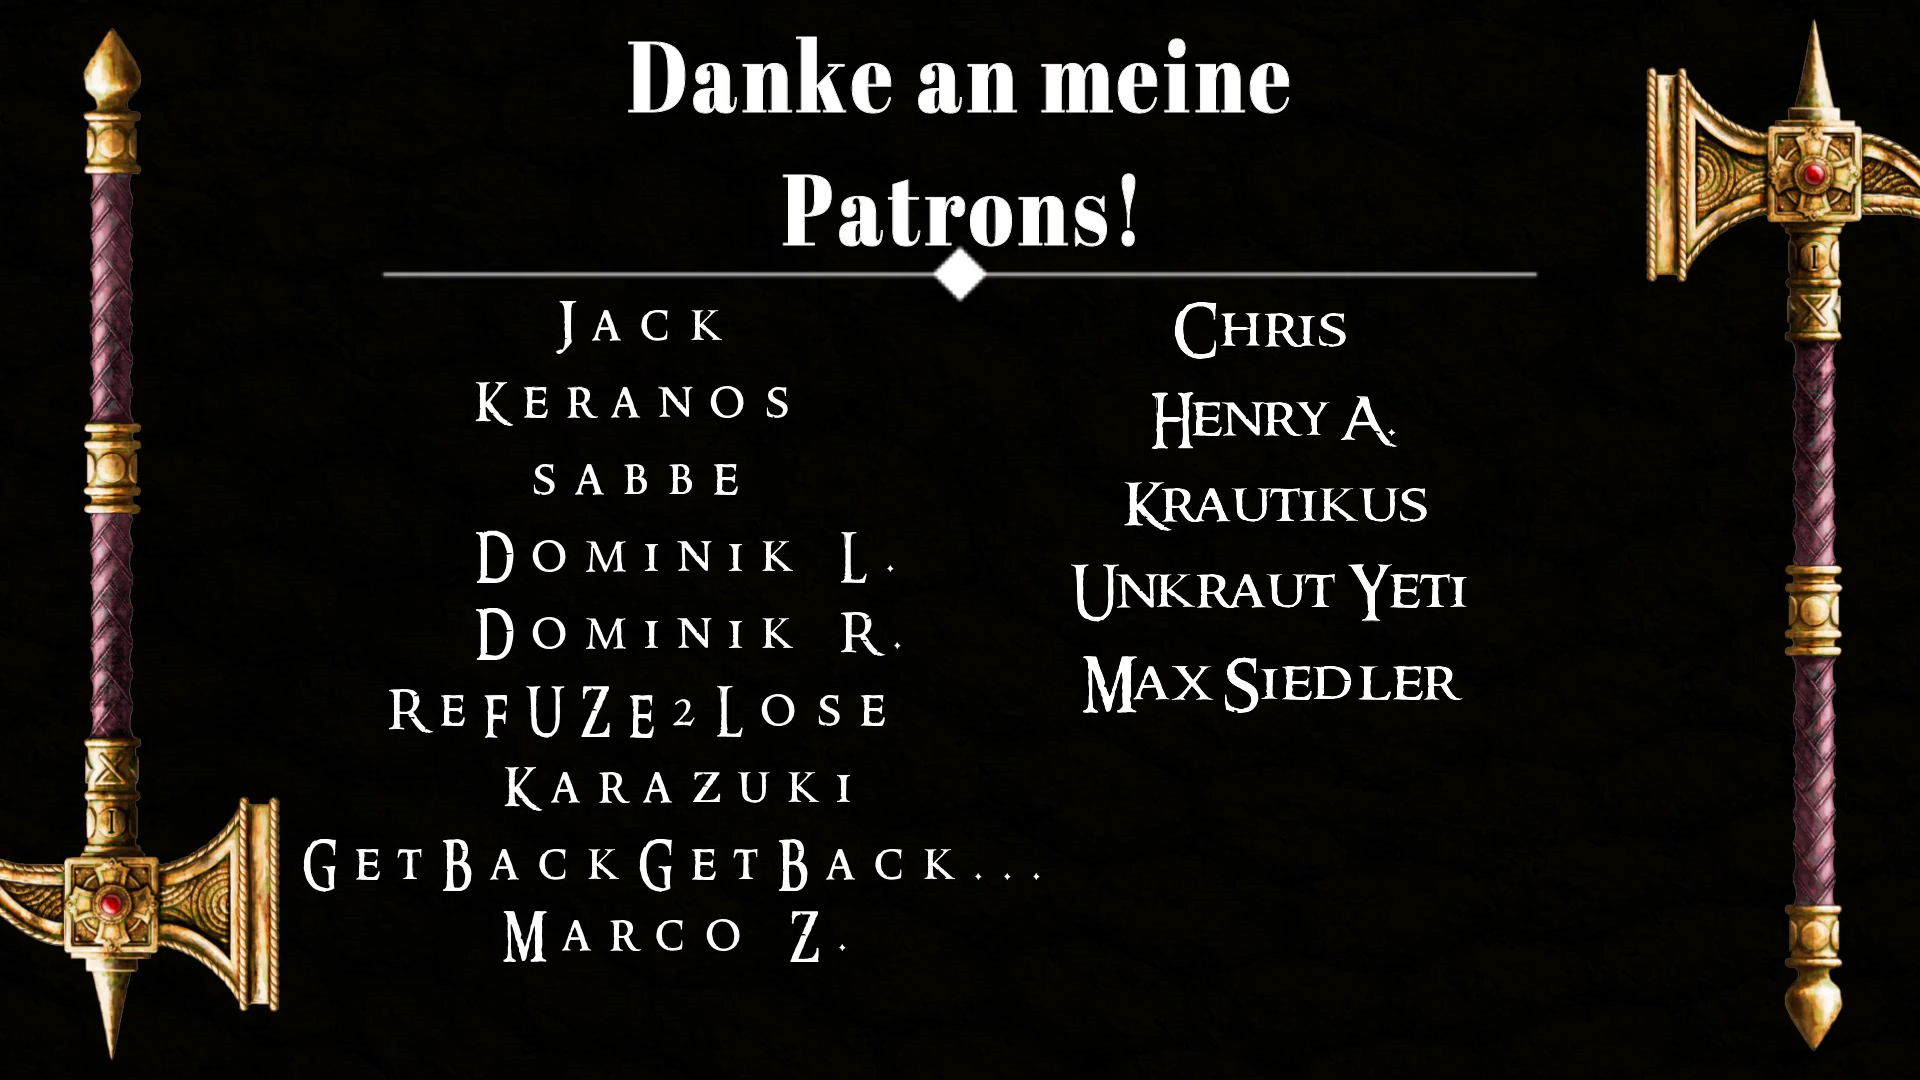 Danke an meine
Patrons!
Jack
Keranos
sabbe
Dominik L.
Dominik R.
RefUZe2Lose
Karazuki
GetBackGetBack...
Marco Z.
Chris
Henry A.
Krautikus
Unkraut Yeti
Max Siedler